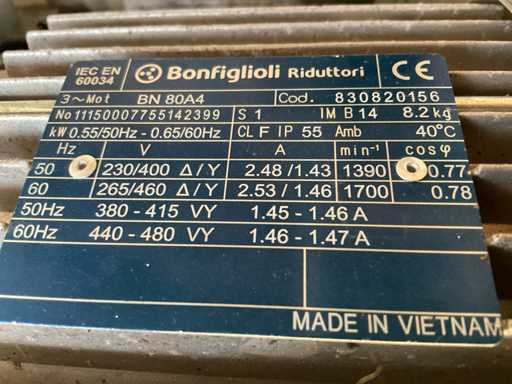 IEC EN 60034 Bonfiglioli Riduttori CE
3~Mot BN 80A4 Cod. 830820156
No 11150007755142399 S 1 IM B14 8.2 kg
kW 0.55/50Hz - 0.65/60Hz CL F IP 55 Amb 40°C
Hz V A min-1 cosφ
50 230/400 Δ/Y 2.48/1.43 1390 0.77
60 265/460 Δ/Y 2.53/1.46 1700 0.78
50Hz 380 - 415 VY 1.45 - 1.46 A
60Hz 440 - 480 VY 1.46 - 1.47 A
MADE IN VIETNAM